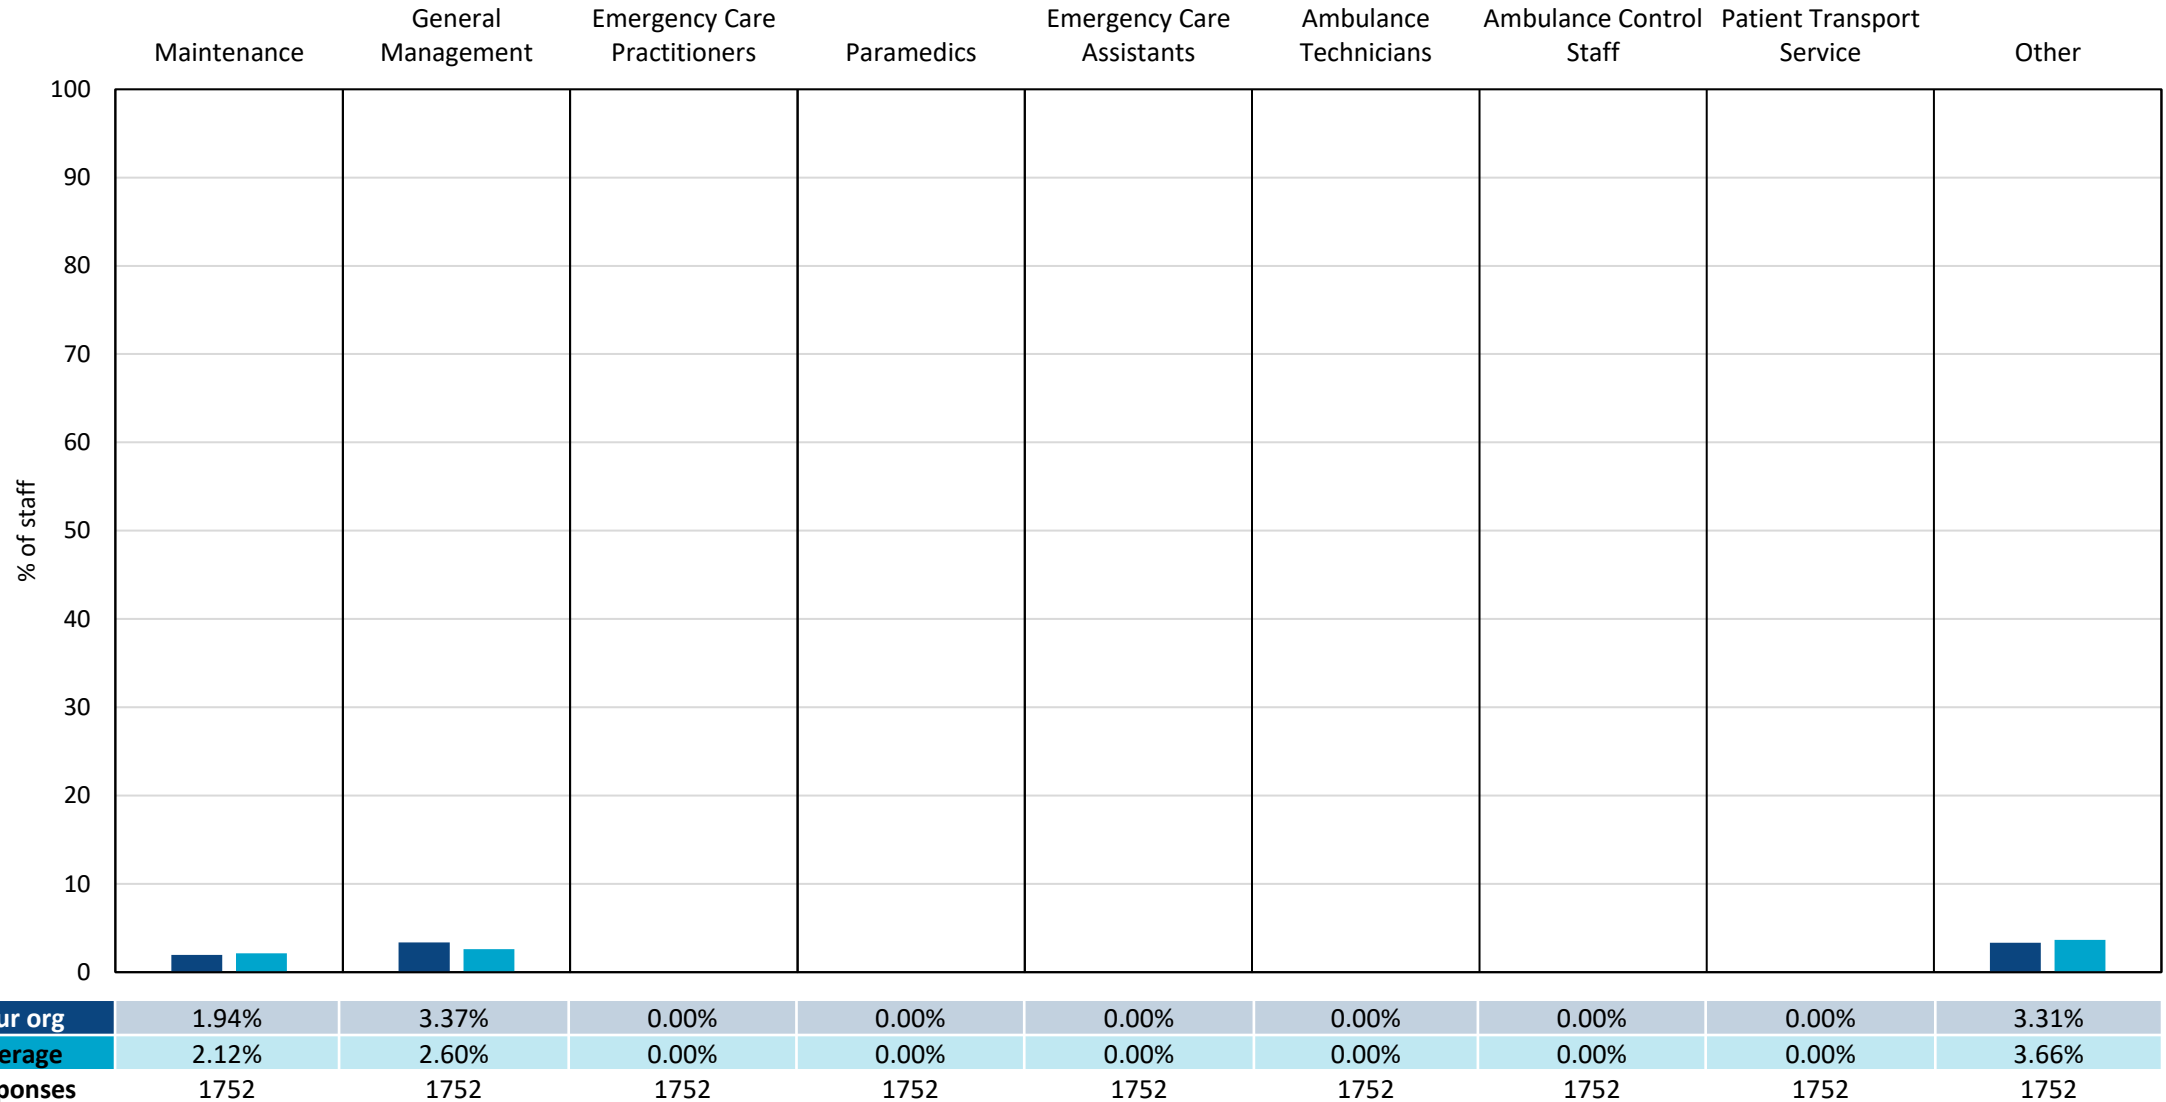 Maintenance
General
Management
Emergency Care
Practitioners
Paramedics
Emergency Care
Assistants
Ambulance
Technicians
Ambulance Control
Staff
Patient Transport
Service
Other
100
90
80
70
60
50
40
30
20
10
0
% of staff
ur org 1.94% 3.37% 0.00% 0.00% 0.00% 0.00% 0.00% 0.00% 3.31%
erage 2.12% 2.60% 0.00% 0.00% 0.00% 0.00% 0.00% 0.00% 3.66%
ponses 1752 1752 1752 1752 1752 1752 1752 1752 1752